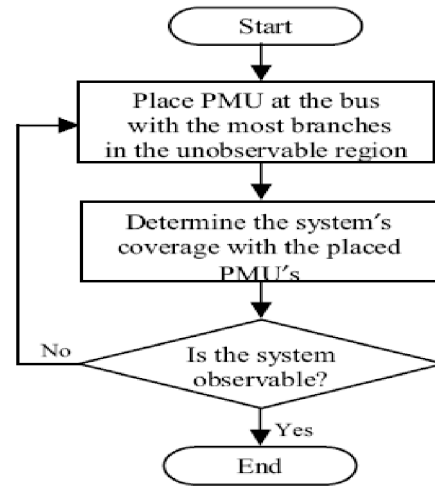 Start
Place PMU at the bus
with the most branches
in the unobservable region
Determine the system's
coverage with the placed
PMU's
Is the system
observable?
No
Yes
End